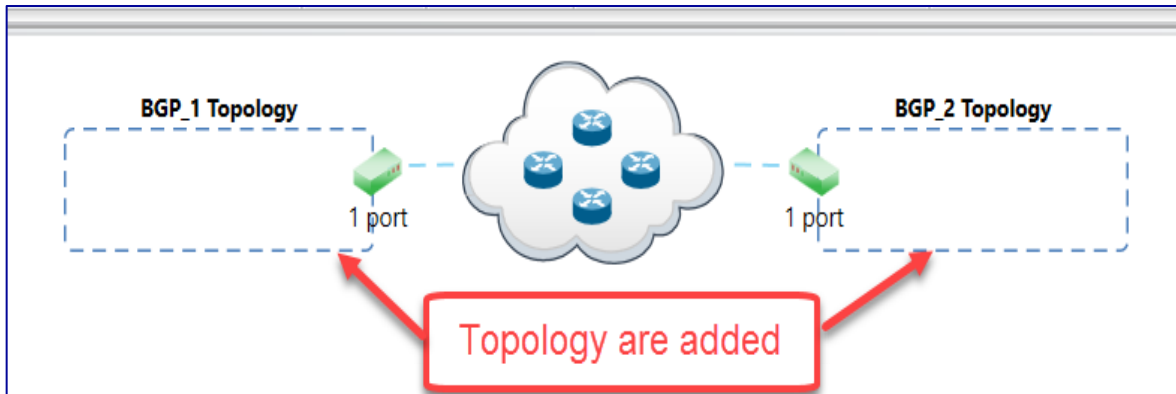 BGP_1 Topology
BGP_2 Topology
1 port
1 port
Topology are added